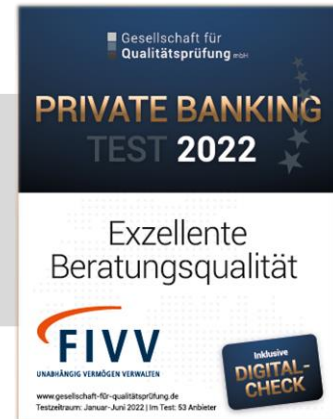 Gesellschaft für
Qualitätsprüfung mbH
PRIVATE BANKING
TEST 2022
Exzellente
Beratungsqualität
FIVV
UNABHÄNGIG VERMÖGEN VERWALTEN
www.gesellschaft-für-qualitätsprüfung.de
Testzeitraum: Januar-Juni 2022 | Im Test: 53 Anbieter
Inklusive
DIGITAL-
CHECK